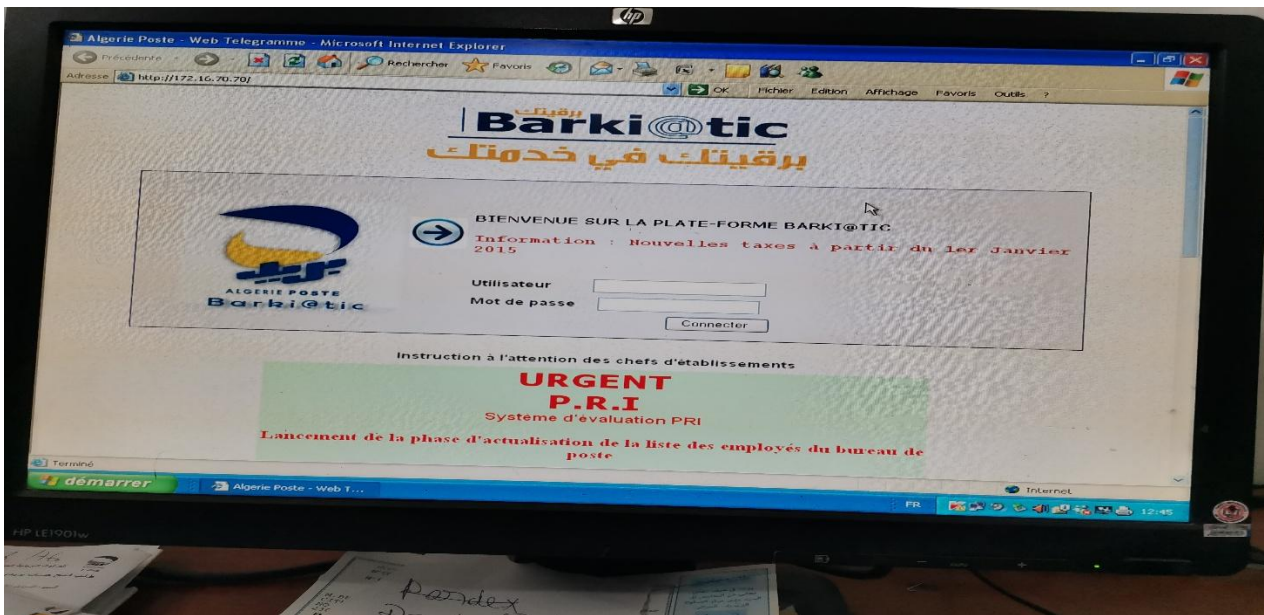 hp
Algerie Poste - Web Telegramme - Microsoft Internet Explorer
Précédente Rechercher Favoris
Adresse http://172.16.70.70/ OK Fichier Edition Affichage Favoris Outils ?
برقيتك
Barki@tic
برقيتك في خدمتك
BIENVENUE SUR LA PLATE-FORME BARKI@TIC
Information : Nouvelles taxes à partir du 1er Janvier
2015
بريد
ALGERIE POSTE
Barki@tic
Utilisateur
Mot de passe
Connecter
Instruction à l'attention des chefs d'établissements
URGENT
P.R.I
Système d'évaluation PRI
Lancement de la phase d'actualisation de la liste des employés du bureau de
poste
Terminé Internet
démarrer Algerie Poste - Web T... FR 12:45
HP LE1901w